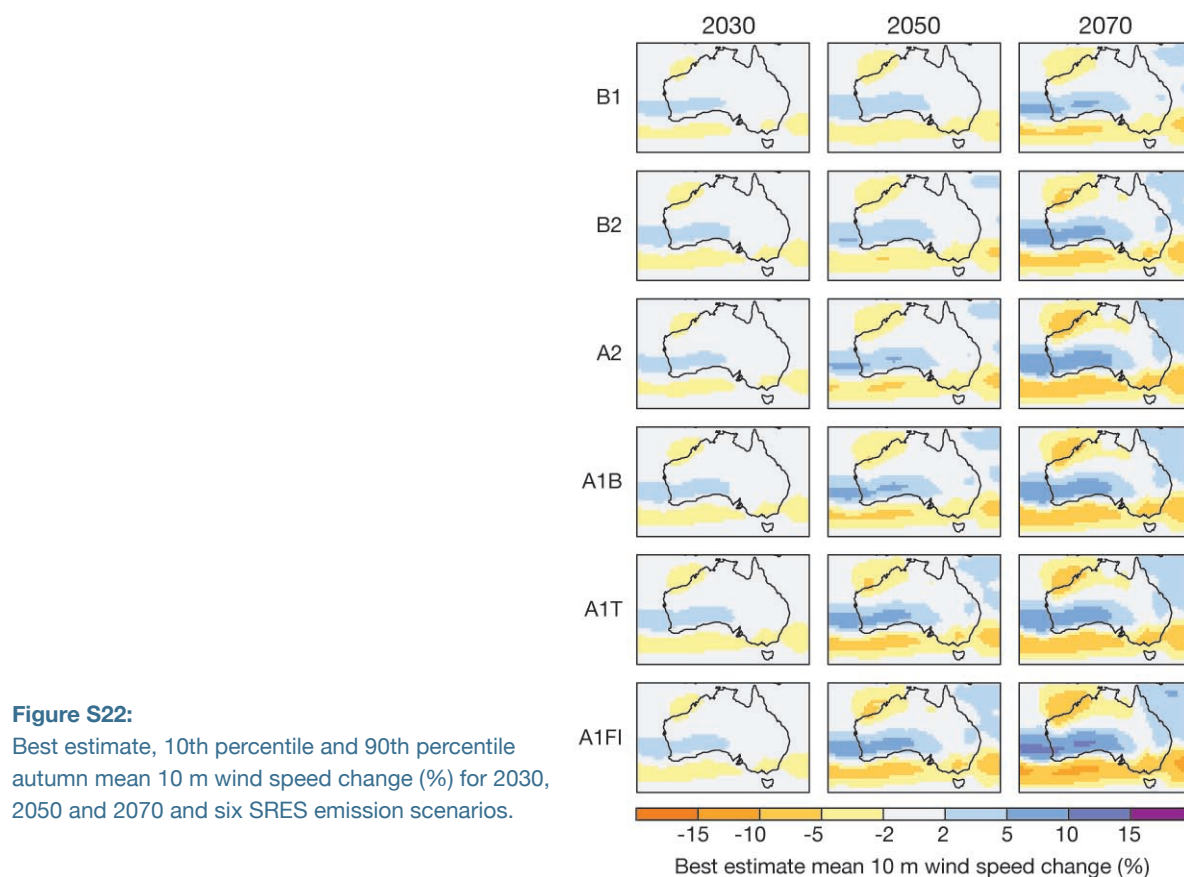 2030 2050 2070
B1
B2
A2
A1B
A1T
A1FI
-15 -10 -5 -2 2 5 10 15
Best estimate mean 10 m wind speed change (%)
Figure S22:
Best estimate, 10th percentile and 90th percentile
autumn mean 10 m wind speed change (%) for 2030,
2050 and 2070 and six SRES emission scenarios.